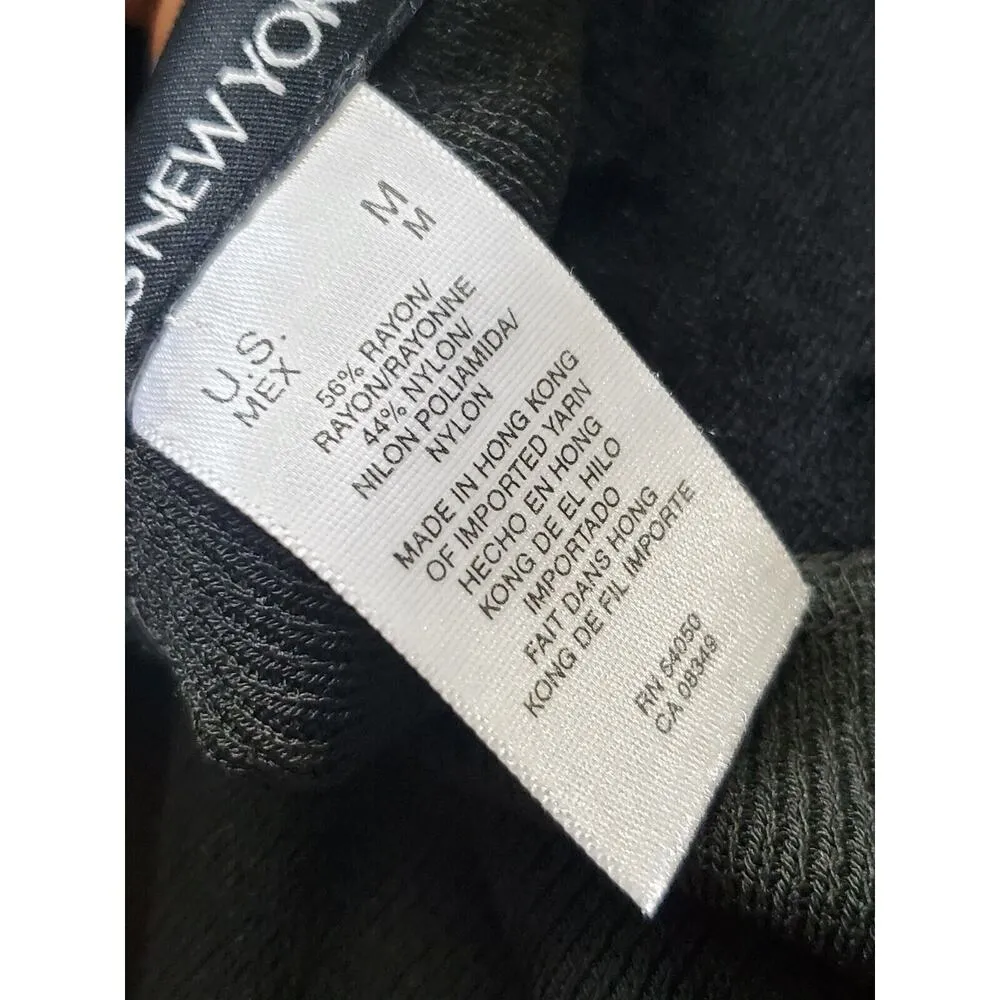 NEW YOR
U.S. M
MEX M
56% RAYON/
RAYON/RAYONNE
44% NYLON/
NILON POLIAMIDA/
NYLON
MADE IN HONG KONG
OF IMPORTED YARN
HECHO EN HONG
KONG DE EL HILO
IMPORTADO
FAIT DANS HONG
KONG DE FIL IMPORTE
RN 54050
CA 08349